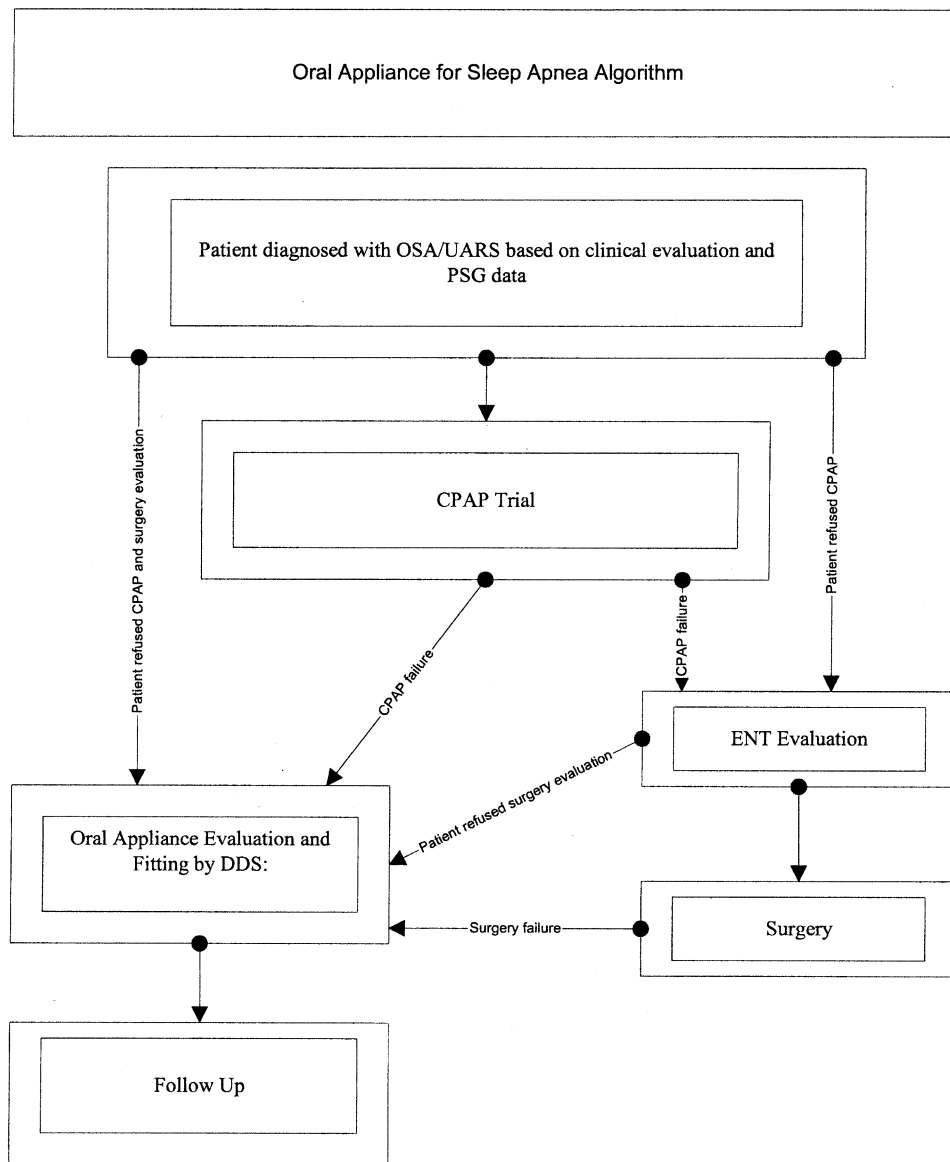 Oral Appliance for Sleep Apnea Algorithm
Patient diagnosed with OSA/UARS based on clinical evaluation and
PSG data
Patient refused CPAP and surgery evaluation
CPAP Trial
Patient refused CPAP
CPAP failure
CPAP failure
ENT Evaluation
Patient refused surgery evaluation
Oral Appliance Evaluation and
Fitting by DDS:
Surgery failure
Surgery
Follow Up